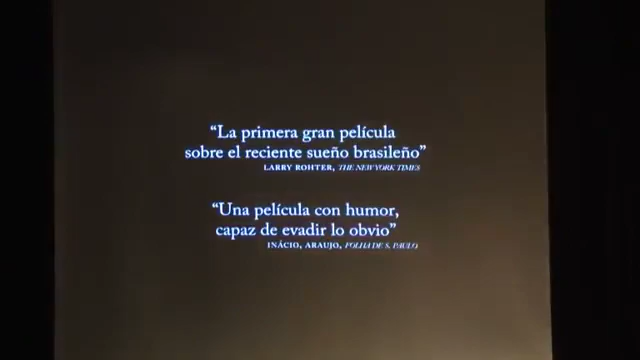 “La primera gran película
sobre el reciente sueño brasileño”
LARRY ROHTER, THE NEW YORK TIMES
“Una película con humor,
capaz de evadir lo obvio”
INÁCIO, ARAUJO, FOLHA DE S. PAULO